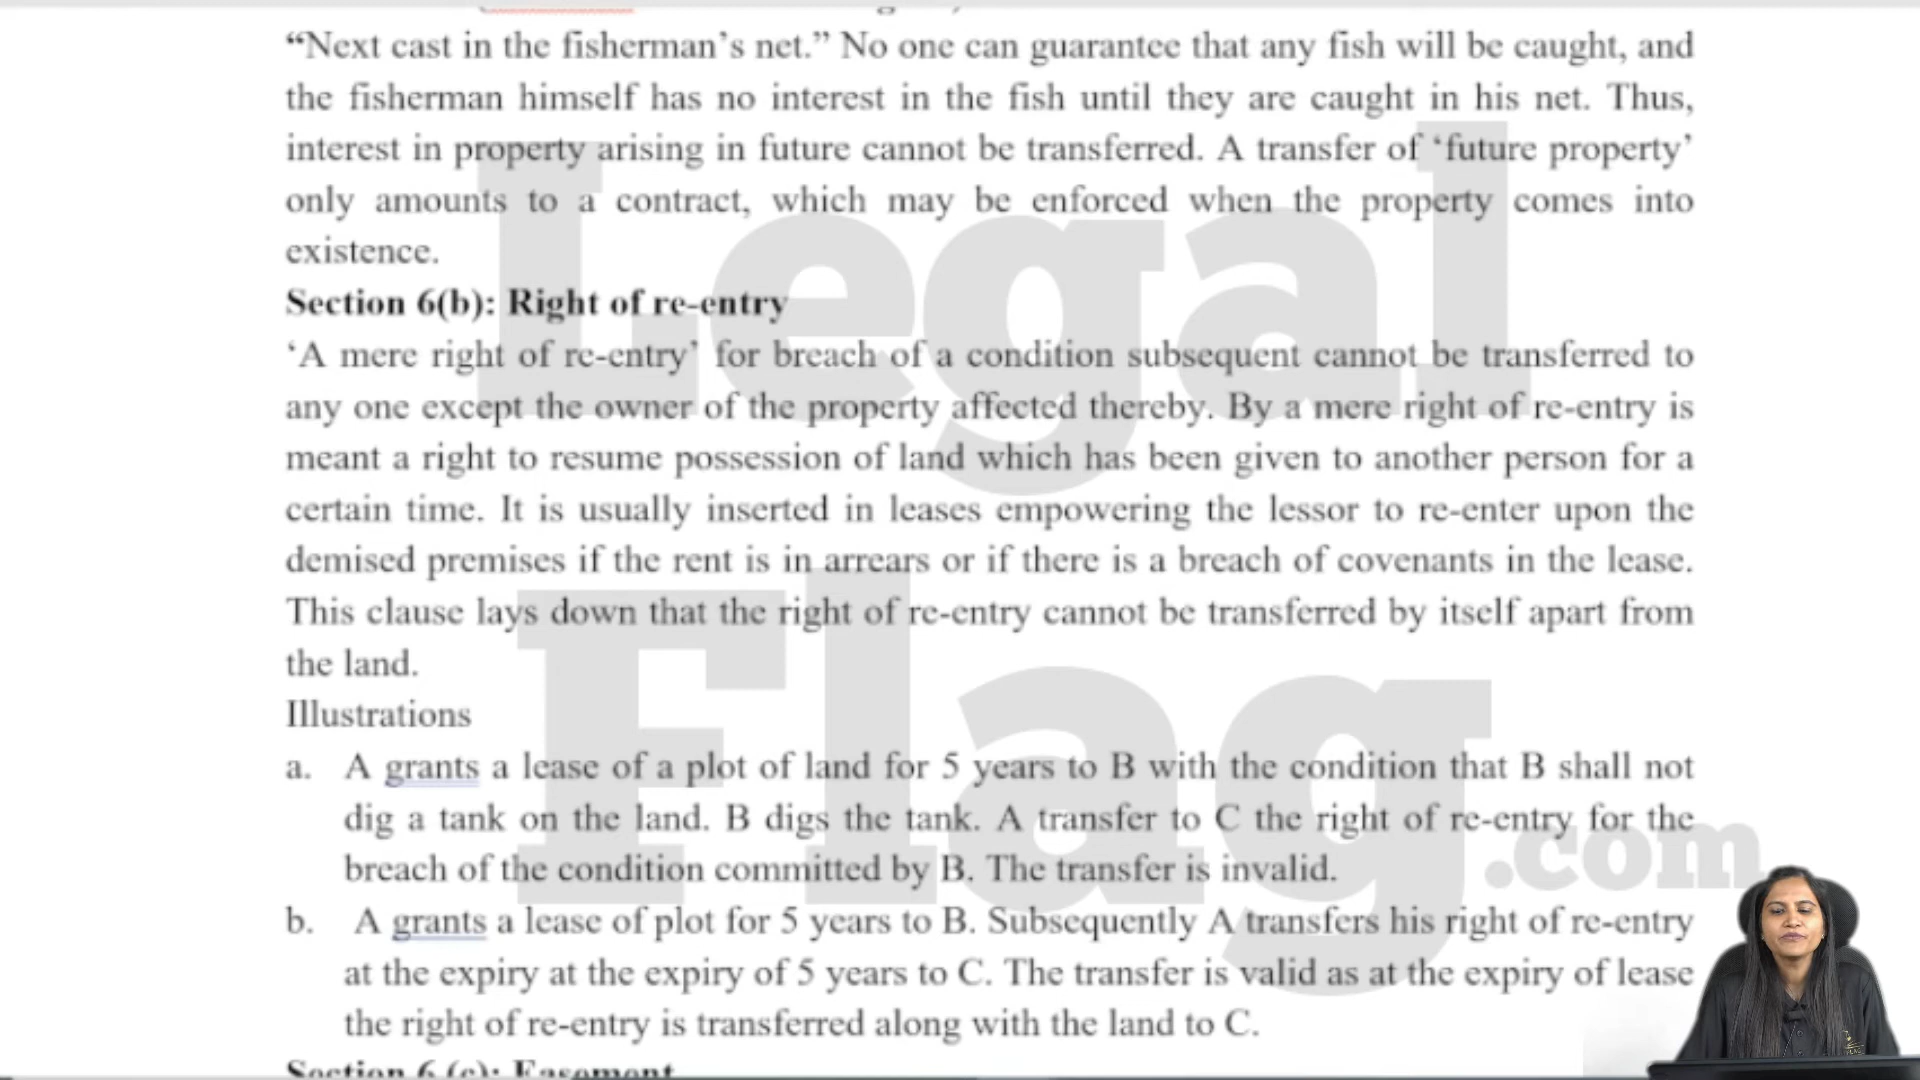 “Next cast in the fisherman’s net.” No one can guarantee that any fish will be caught, and
the fisherman himself has no interest in the fish until they are caught in his net. Thus,
interest in property arising in future cannot be transferred. A transfer of ‘future property’
only amounts to a contract, which may be enforced when the property comes into
existence.
Section 6(b): Right of re-entry
‘A mere right of re-entry’ for breach of a condition subsequent cannot be transferred to
any one except the owner of the property affected thereby. By a mere right of re-entry is
meant a right to resume possession of land which has been given to another person for a
certain time. It is usually inserted in leases empowering the lessor to re-enter upon the
demised premises if the rent is in arrears or if there is a breach of covenants in the lease.
This clause lays down that the right of re-entry cannot be transferred by itself apart from
the land.
Illustrations
a. A grants a lease of a plot of land for 5 years to B with the condition that B shall not
dig a tank on the land. B digs the tank. A transfer to C the right of re-entry for the
breach of the condition committed by B. The transfer is invalid.
b. A grants a lease of plot for 5 years to B. Subsequently A transfers his right of re-entry
at the expiry at the expiry of 5 years to C. The transfer is valid as at the expiry of lease
the right of re-entry is transferred along with the land to C.
Section 6 (c): Easement
Legal
Flag
.com